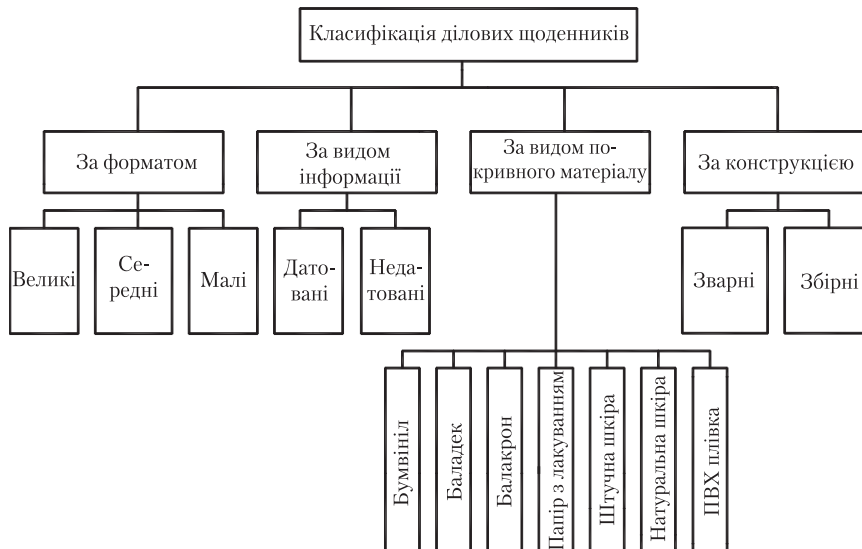 Класифікація ділових щоденників
За форматом
За видом
інформації
За видом по-
кривного матеріалу
За конструкцією
Великі
Се-
редні
Малі
Дато-
вані
Неда-
товані
Зварні
Збірні
Бумвініл
Баладек
Балакрон
Папір з лакуванням
Штучна шкіра
Натуральна шкіра
ПВХ плівка